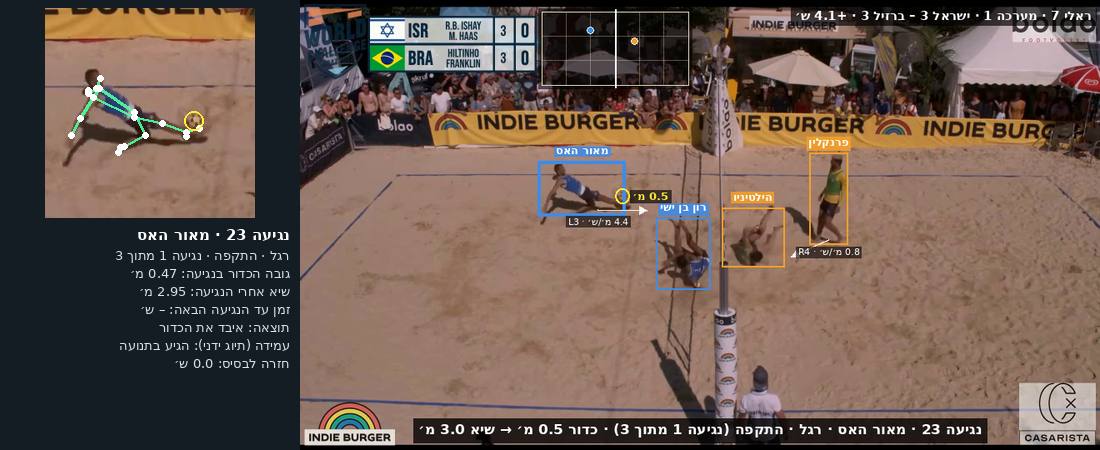 ראלי 7 · מערכה 1 · ישראל 3 – ברזיל 3 · +4.1 ש׳
WORLD
ISR R.B. ISHAY M. HAAS 3 0
BRA HILTINHO FRANKLIN 3 0
INDIE BURGER
bolao
INDIE BURGER INDIE BURGER INDIE BURGER
CASARISTA
bolao
פרנקלין
מאור האס
0.5 מ׳
הילטיניו
רון בן ישי
L3 · 4.4 מ׳/ש׳
R4 · 0.8 מ׳/ש׳
נגיעה 23 · מאור האס
רגל · התקפה · נגיעה 1 מתוך 3
גובה הכדור בנגיעה: 0.47 מ׳
שיא אחרי הנגיעה: 2.95 מ׳
זמן עד הנגיעה הבאה: – ש׳
תוצאה: איבד את הכדור
עמידה (תיוג ידני): הגיע בתנועה
חזרה לבסיס: 0.0 ש׳
INDIE BURGER
נגיעה 23 · מאור האס · רגל · התקפה (נגיעה 1 מתוך 3) · כדור 0.5 מ׳ → שיא 3.0 מ׳
CASARISTA